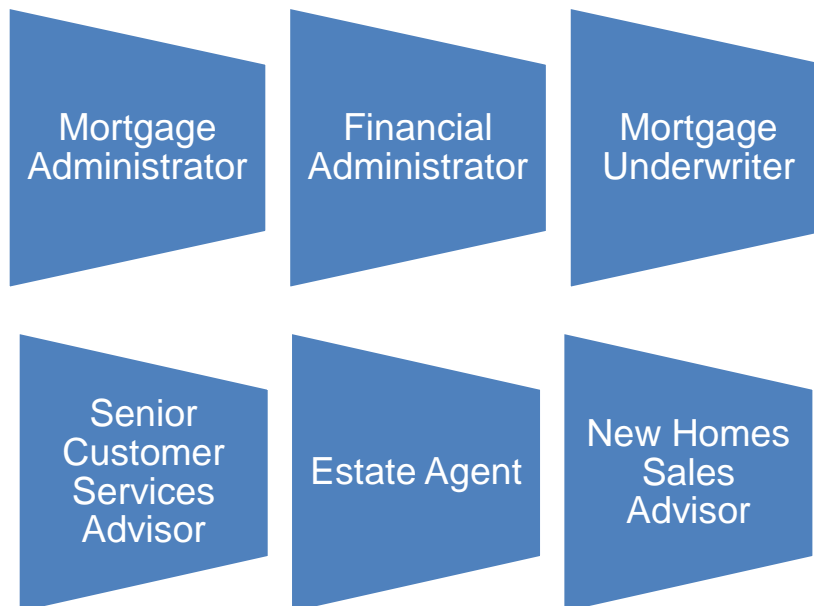 Mortgage
Administrator
Financial
Administrator
Mortgage
Underwriter
Senior
Customer
Services
Advisor
Estate Agent
New Homes
Sales
Advisor